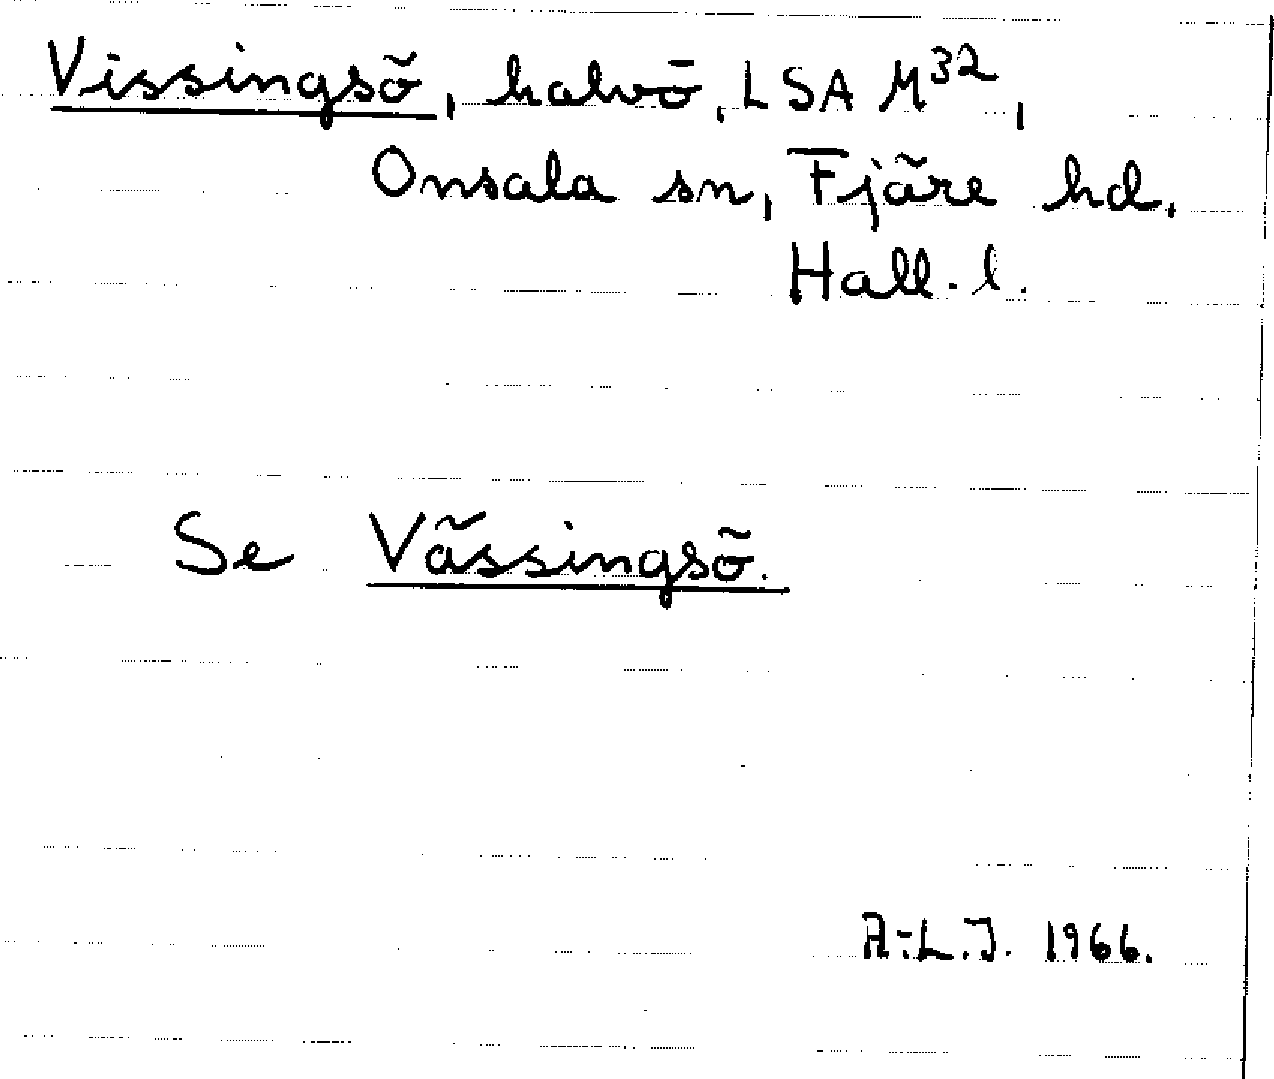 Vissingsö, halvö, LSA M32,
Onsala sn, Fjäre hd.
Hall. l.
Se Vässingsö.
A-L.J. 1966.